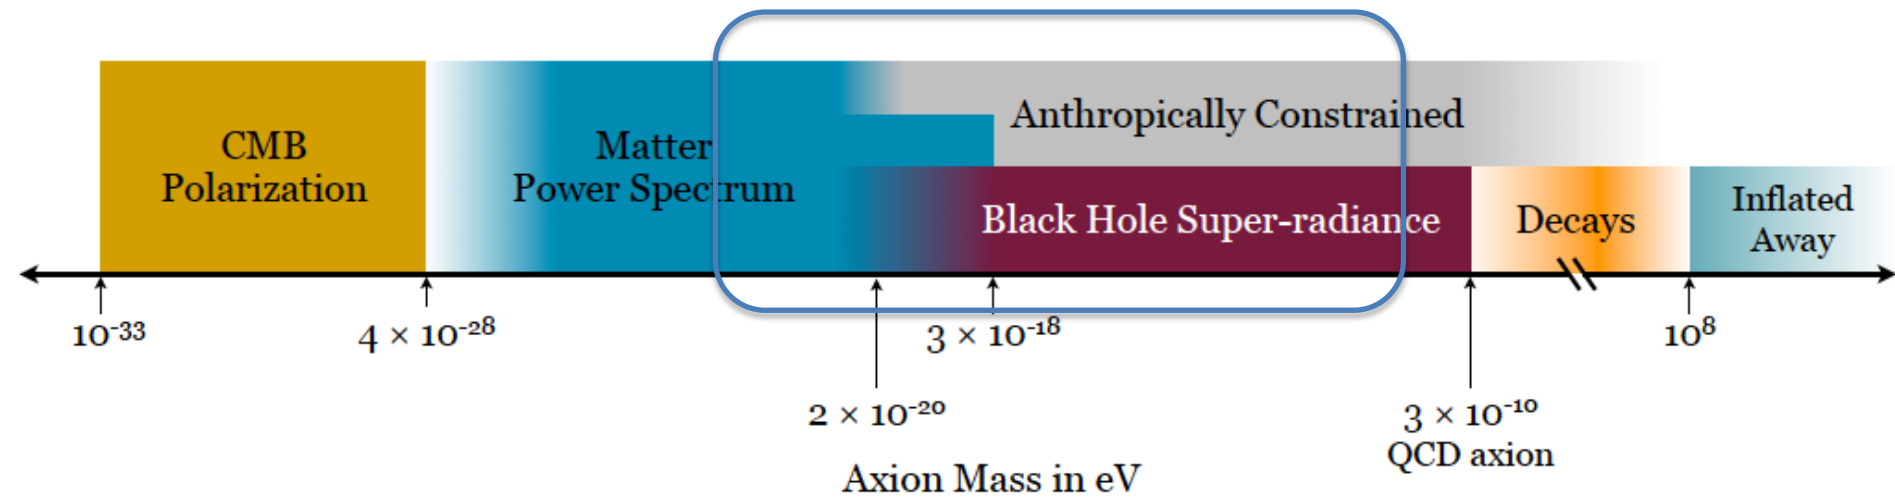 CMB
Polarization
Matter
Power Spectrum
Anthropically Constrained
Black Hole Super-radiance
Decays
Inflated
Away
10⁻³³
4 × 10⁻²⁸
3 × 10⁻¹⁸
10⁸
2 × 10⁻²⁰
3 × 10⁻¹⁰
QCD axion
Axion Mass in eV